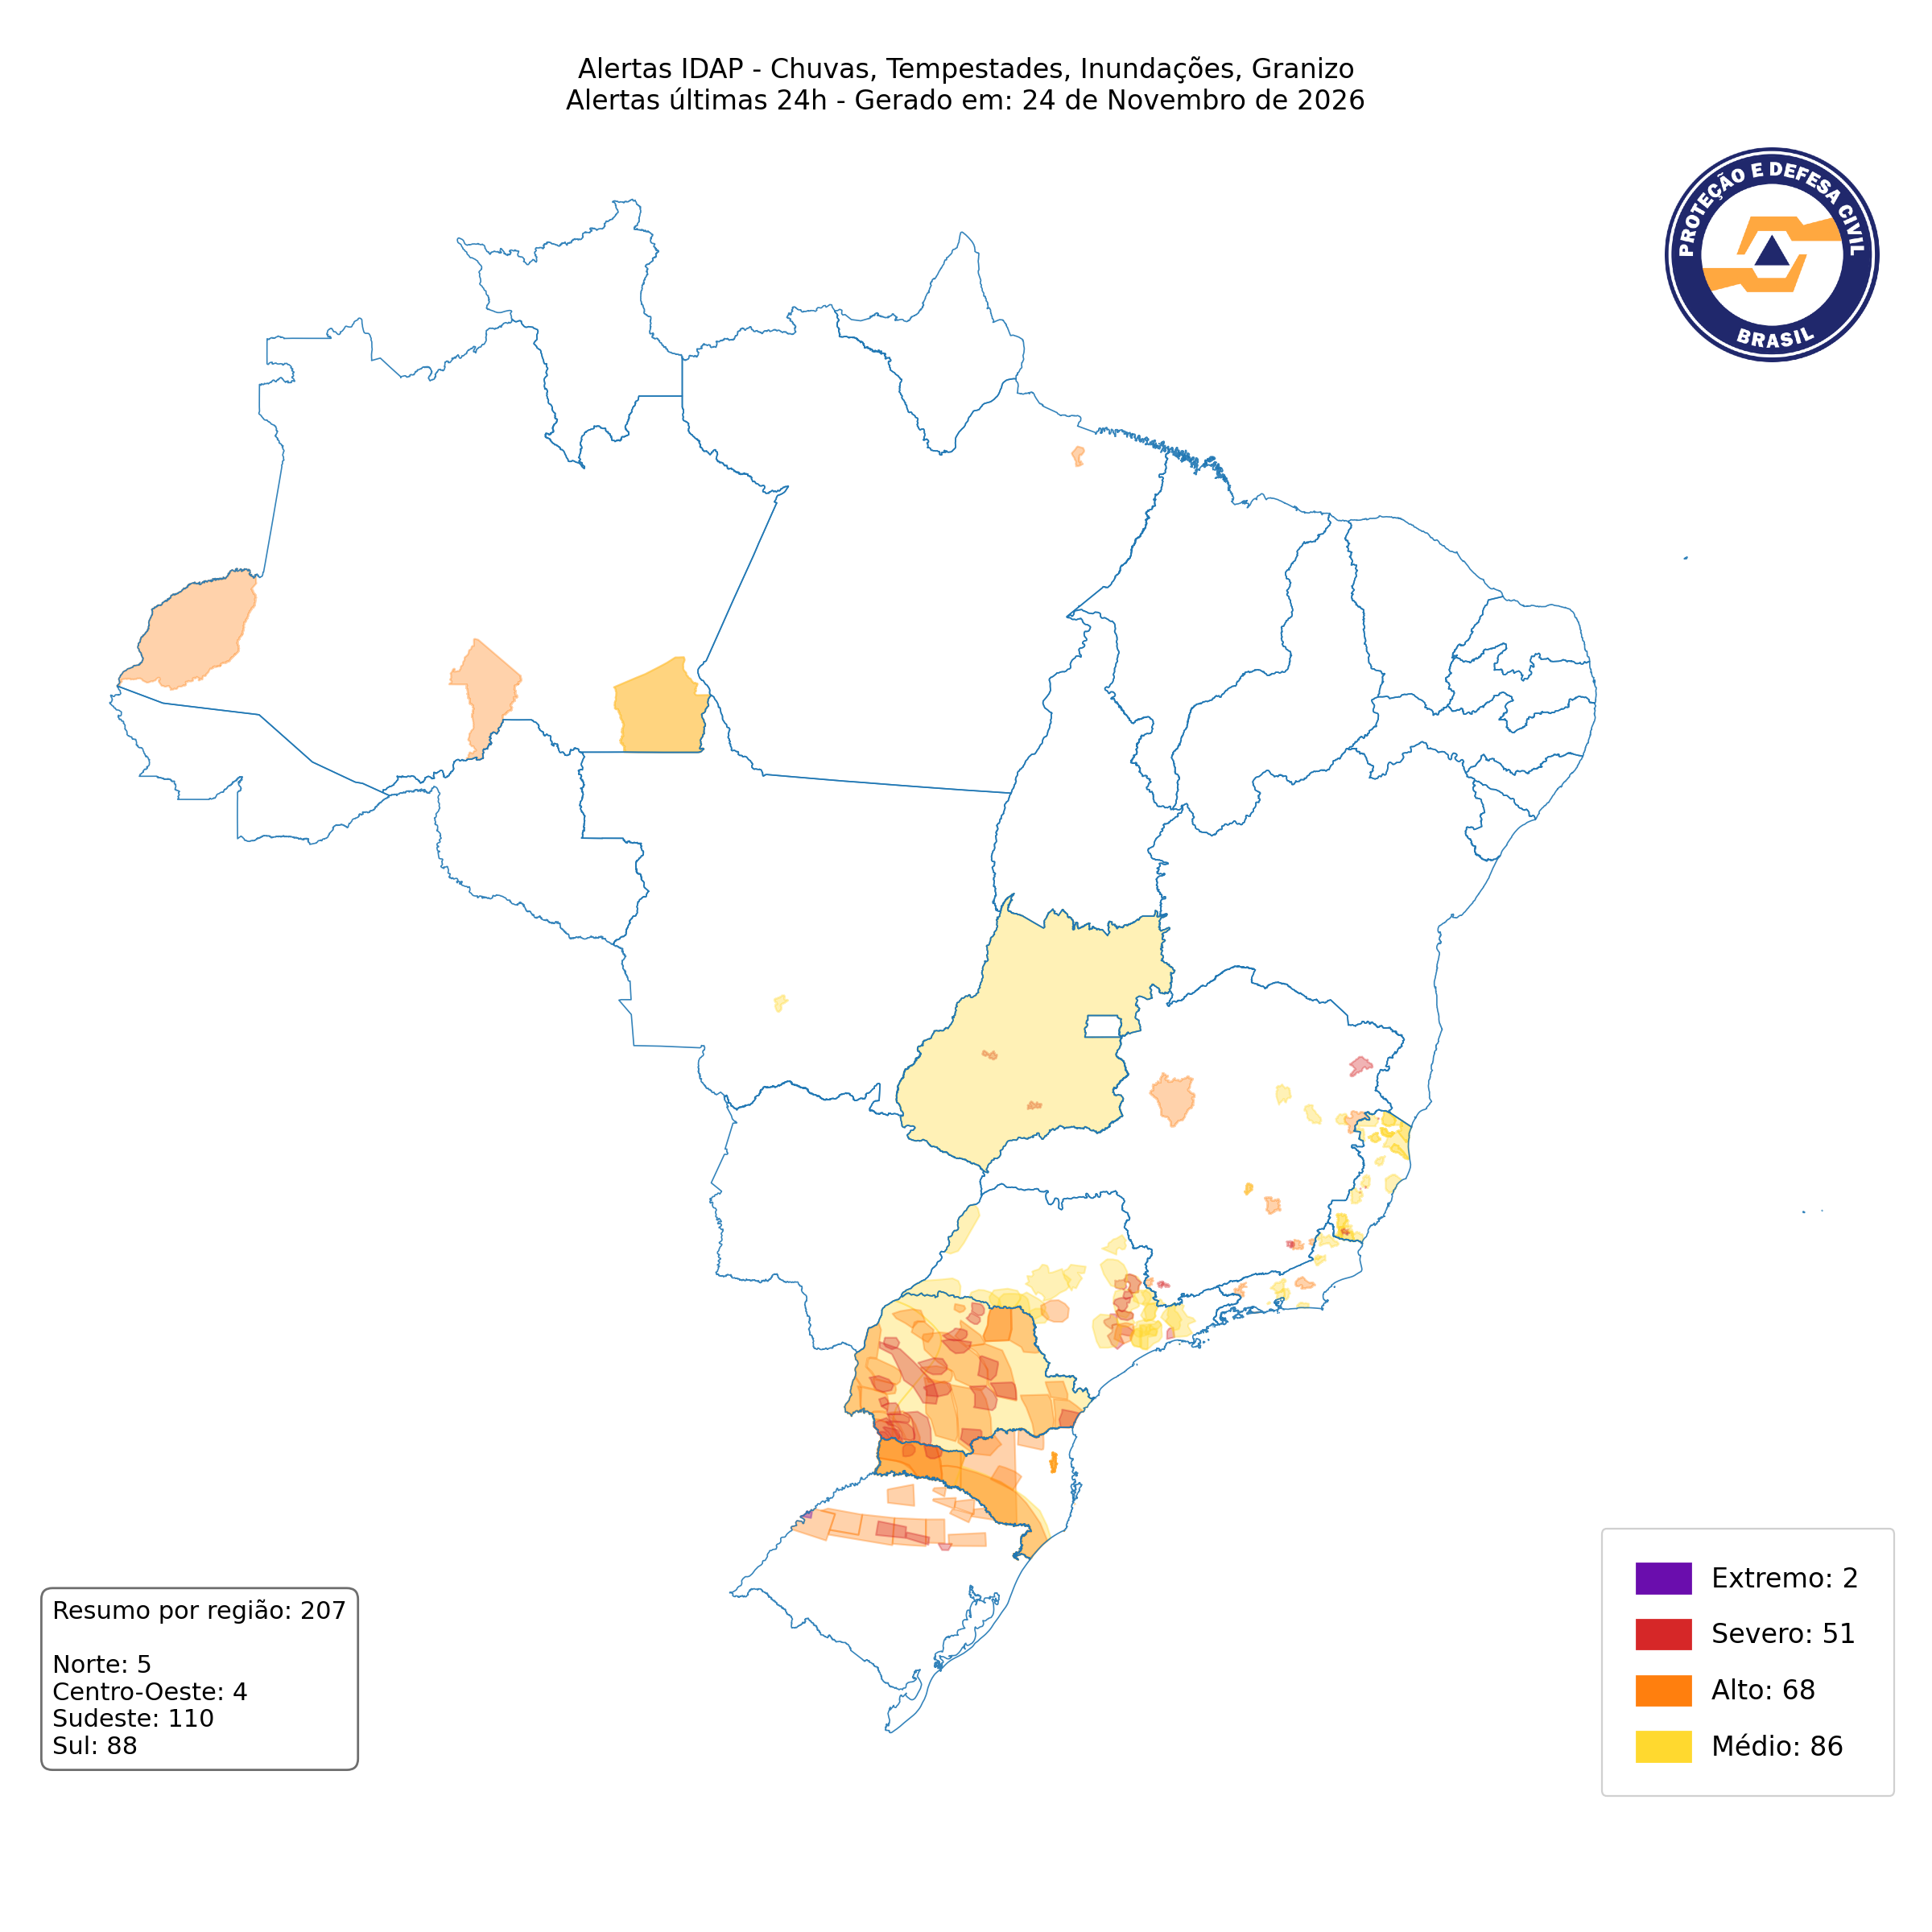 Alertas IDAP - Chuvas, Tempestades, Inundações, Granizo
Alertas últimas 24h - Gerado em: 24 de Novembro de 2026
PROTEÇÃO E DEFESA CIVIL
BRASIL
Extremo: 2
Severo: 51
Alto: 68
Médio: 86
Resumo por região: 207
Norte: 5
Centro-Oeste: 4
Sudeste: 110
Sul: 88